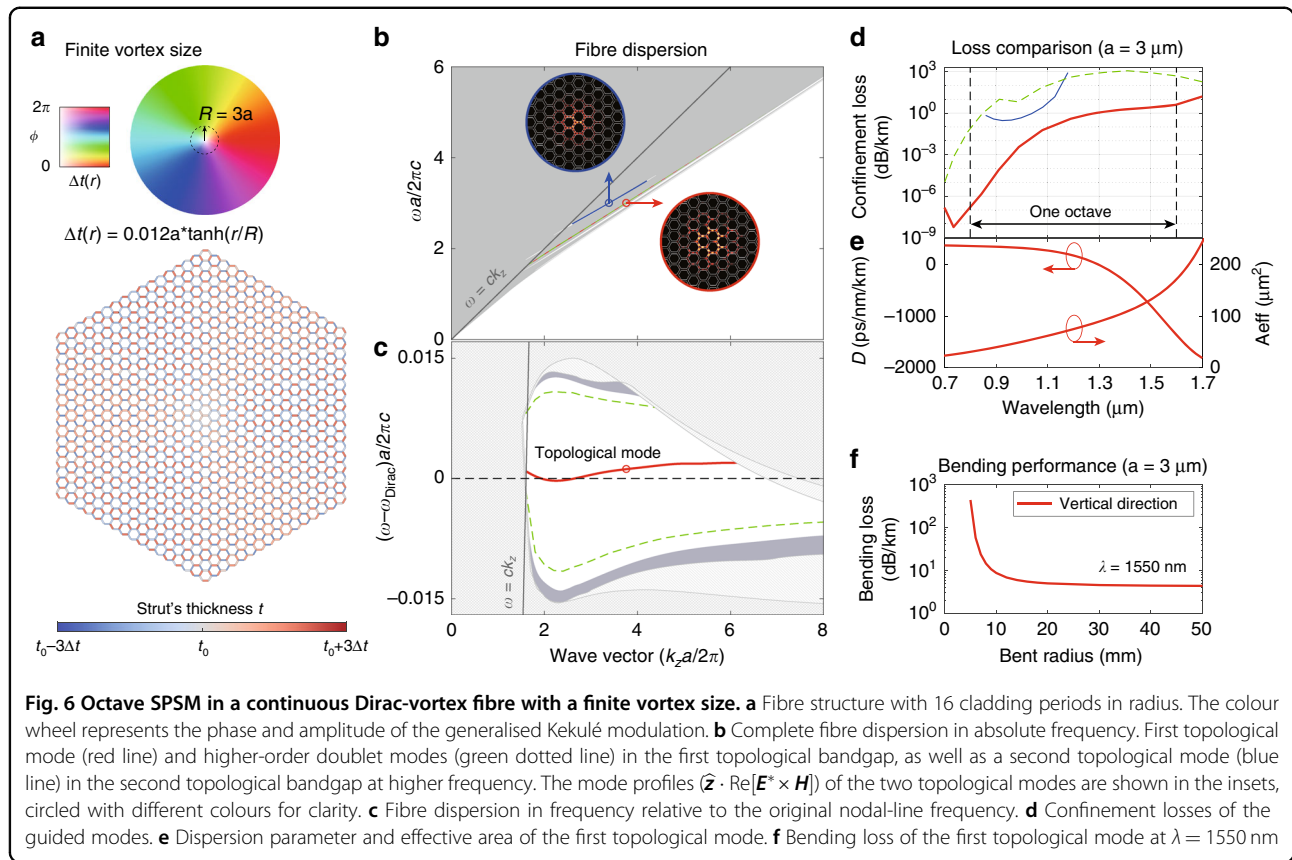 a
Finite vortex size
2π
ϕ
0
Δt(r)
R = 3a
Δt(r) = 0.012a*tanh(r/R)
Strut's thickness t
t₀–3Δt
t₀
t₀+3Δt
b
Fibre dispersion
6
4
2
0
ωa/2πc
ω = ckz
c
0.015
0
−0.015
(ω–ωDirac)a/2πc
Topological mode
ω = ckz
0
2
4
6
8
Wave vector (kza/2π)
d
Loss comparison (a = 3 μm)
10³
10⁰
10⁻³
10⁻⁶
10⁻⁹
Confinement loss
(dB/km)
One octave
e
0
−1000
−2000
D (ps/nm/km)
200
100
0
Aeff (μm²)
0.7
0.9
1.1
1.3
1.5
1.7
Wavelength (μm)
f
Bending performance (a = 3 μm)
10³
10²
10¹
10⁰
Bending loss
(dB/km)
Vertical direction
λ = 1550 nm
0
10
20
30
40
50
Bent radius (mm)
Fig. 6 Octave SPSM in a continuous Dirac-vortex fibre with a finite vortex size. a Fibre structure with 16 cladding periods in radius. The colour
wheel represents the phase and amplitude of the generalised Kekulé modulation. b Complete fibre dispersion in absolute frequency. First topological
mode (red line) and higher-order doublet modes (green dotted line) in the first topological bandgap, as well as a second topological mode (blue
line) in the second topological bandgap at higher frequency. The mode profiles (ẑ · Re[E* × H]) of the two topological modes are shown in the insets,
circled with different colours for clarity. c Fibre dispersion in frequency relative to the original nodal-line frequency. d Confinement losses of the
guided modes. e Dispersion parameter and effective area of the first topological mode. f Bending loss of the first topological mode at λ = 1550 nm